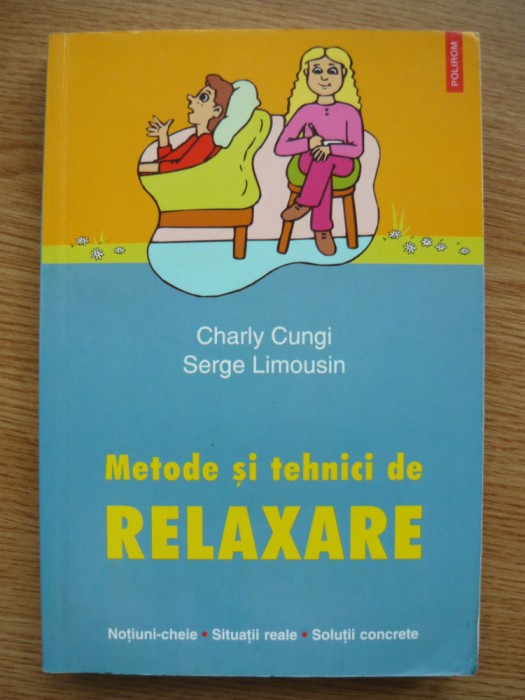 POLIROM
Charly Cungi
Serge Limousin
Metode și tehnici de
RELAXARE
Noțiuni-cheie • Situații reale • Soluții concrete